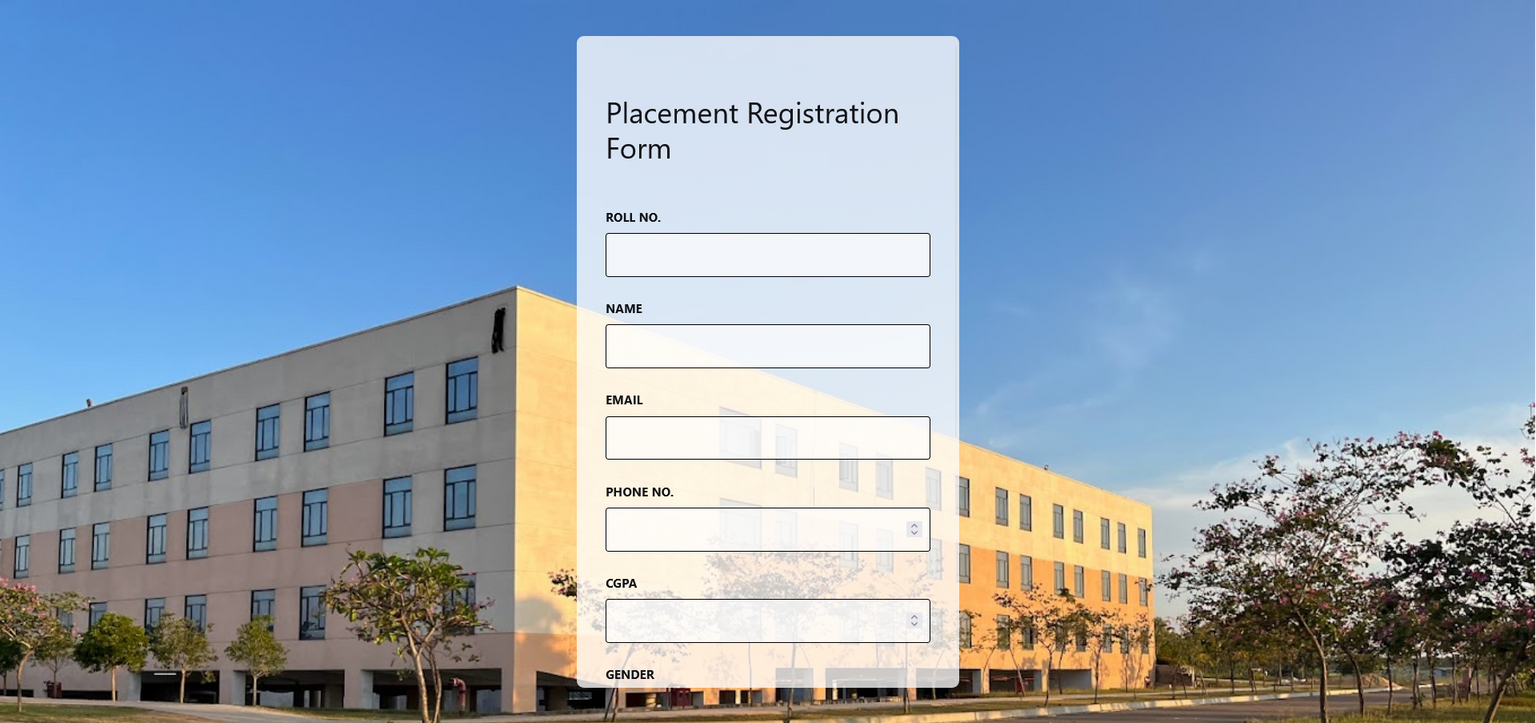 Placement Registration
Form
ROLL NO.
NAME
EMAIL
PHONE NO.
CGPA
GENDER